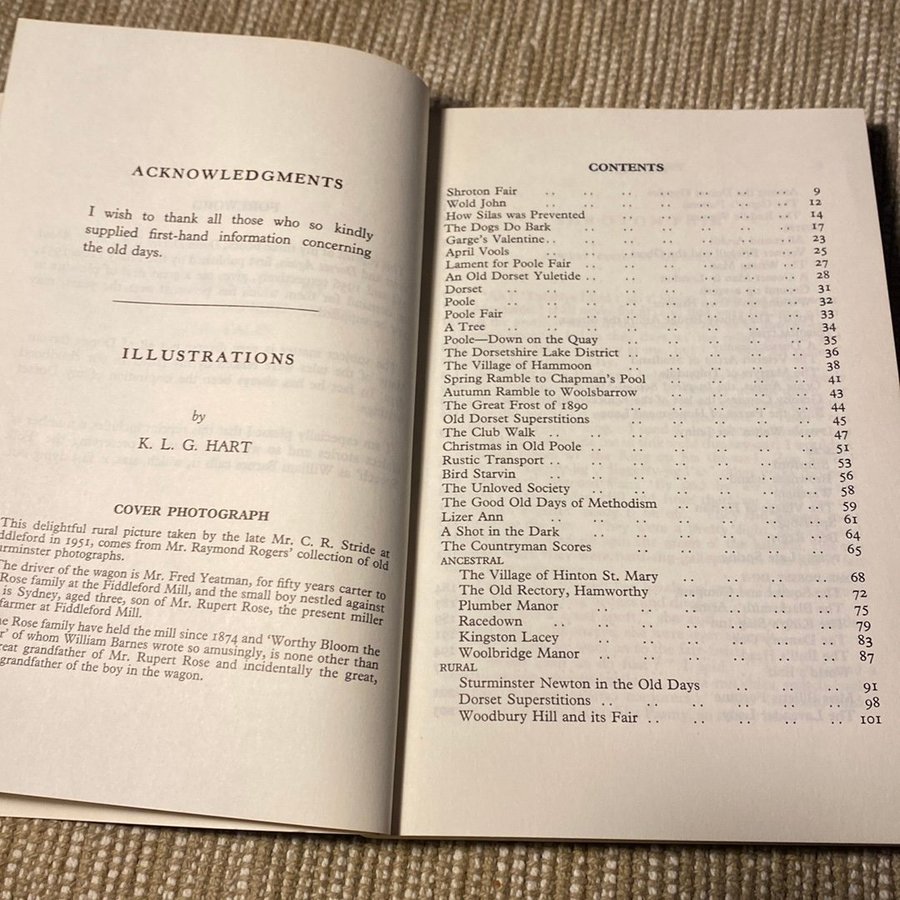 ACKNOWLEDGMENTS
I wish to thank all those who so kindly
supplied first-hand information concerning
the old days.
ILLUSTRATIONS
by
K. L. G. HART
COVER PHOTOGRAPH
This delightful rural picture taken by the late Mr. C. R. Stride at
ddleford in 1951, comes from Mr. Raymond Rogers' collection of old
urminster photographs.
he driver of the wagon is Mr. Fred Yeatman, for fifty years carter to
Rose family at the Fiddleford Mill, and the small boy nestled against
is Sydney, aged three, son of Mr. Rupert Rose, the present miller
farmer at Fiddleford Mill.
e Rose family have held the mill since 1874 and 'Worthy Bloom the
r' of whom William Barnes wrote so amusingly, is none other than
reat grandfather of Mr. Rupert Rose and incidentally the great,
grandfather of the boy in the wagon.
CONTENTS
Shroton Fair .. .. .. .. .. .. 9
Wold John .. .. .. .. .. .. 12
How Silas was Prevented .. .. .. .. 14
The Dogs Do Bark .. .. .. .. .. 17
Garge's Valentine .. .. .. .. .. 23
April Vools .. .. .. .. .. .. 25
Lament for Poole Fair .. .. .. .. .. 27
An Old Dorset Yuletide .. .. .. .. .. 28
Dorset .. .. .. .. .. .. .. 31
Poole .. .. .. .. .. .. .. 32
Poole Fair .. .. .. .. .. .. 33
A Tree .. .. .. .. .. .. .. 34
Poole—Down on the Quay .. .. .. .. 35
The Dorsetshire Lake District .. .. .. .. 36
The Village of Hammoon .. .. .. .. 38
Spring Ramble to Chapman's Pool .. .. .. 41
Autumn Ramble to Woolsbarrow .. .. .. 43
The Great Frost of 1890 .. .. .. .. 44
Old Dorset Superstitions .. .. .. .. 45
The Club Walk .. .. .. .. .. .. 47
Christmas in Old Poole .. .. .. .. .. 51
Rustic Transport .. .. .. .. .. .. 53
Bird Starvin .. .. .. .. .. .. 56
The Unloved Society .. .. .. .. .. 58
The Good Old Days of Methodism .. .. .. 59
Lizer Ann .. .. .. .. .. .. 61
A Shot in the Dark .. .. .. .. .. 64
The Countryman Scores .. .. .. .. .. 65
ANCESTRAL
The Village of Hinton St. Mary .. .. .. .. 68
The Old Rectory, Hamworthy .. .. .. .. 72
Plumber Manor .. .. .. .. .. 75
Racedown .. .. .. .. .. .. 79
Kingston Lacey .. .. .. .. .. 83
Woolbridge Manor .. .. .. .. .. 87
RURAL
Sturminster Newton in the Old Days .. .. .. 91
Dorset Superstitions .. .. .. .. .. 98
Woodbury Hill and its Fair .. .. .. .. 101